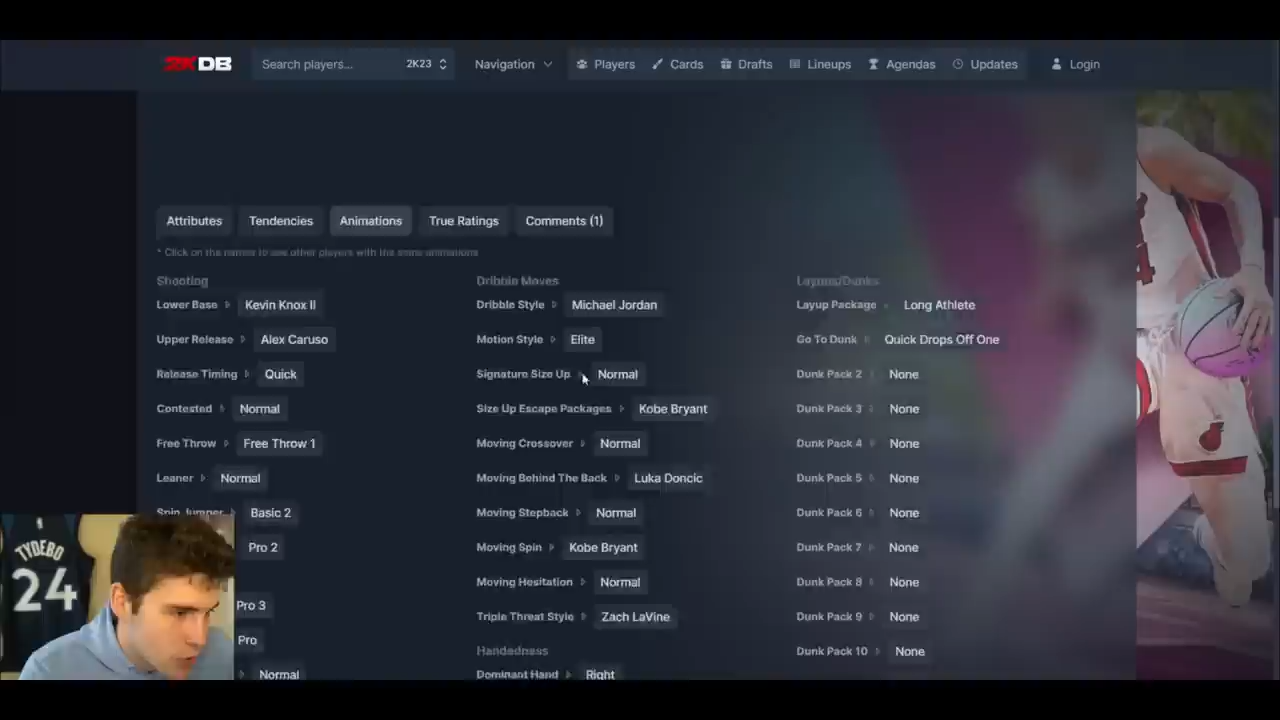 2KDB
Search players... 2K23
Navigation
Players
Cards
Drafts
Lineups
Agendas
Updates
Login
Attributes
Tendencies
Animations
True Ratings
Comments (1)
* Click on the names to see other players with the same animations
Shooting
Lower Base Kevin Knox II
Upper Release Alex Caruso
Release Timing Quick
Contested Normal
Free Throw Free Throw 1
Leaner Normal
Spin Jumper Basic 2
Pro 2
Pro 3
Pro
Normal
Dribble Moves
Dribble Style Michael Jordan
Motion Style Elite
Signature Size Up Normal
Size Up Escape Packages Kobe Bryant
Moving Crossover Normal
Moving Behind The Back Luka Doncic
Moving Stepback Normal
Moving Spin Kobe Bryant
Moving Hesitation Normal
Triple Threat Style Zach LaVine
Handedness
Dominant Hand Right
Layups/Dunks
Layup Package Long Athlete
Go To Dunk Quick Drops Off One
Dunk Pack 2 None
Dunk Pack 3 None
Dunk Pack 4 None
Dunk Pack 5 None
Dunk Pack 6 None
Dunk Pack 7 None
Dunk Pack 8 None
Dunk Pack 9 None
Dunk Pack 10 None
TYDEBO
24
4